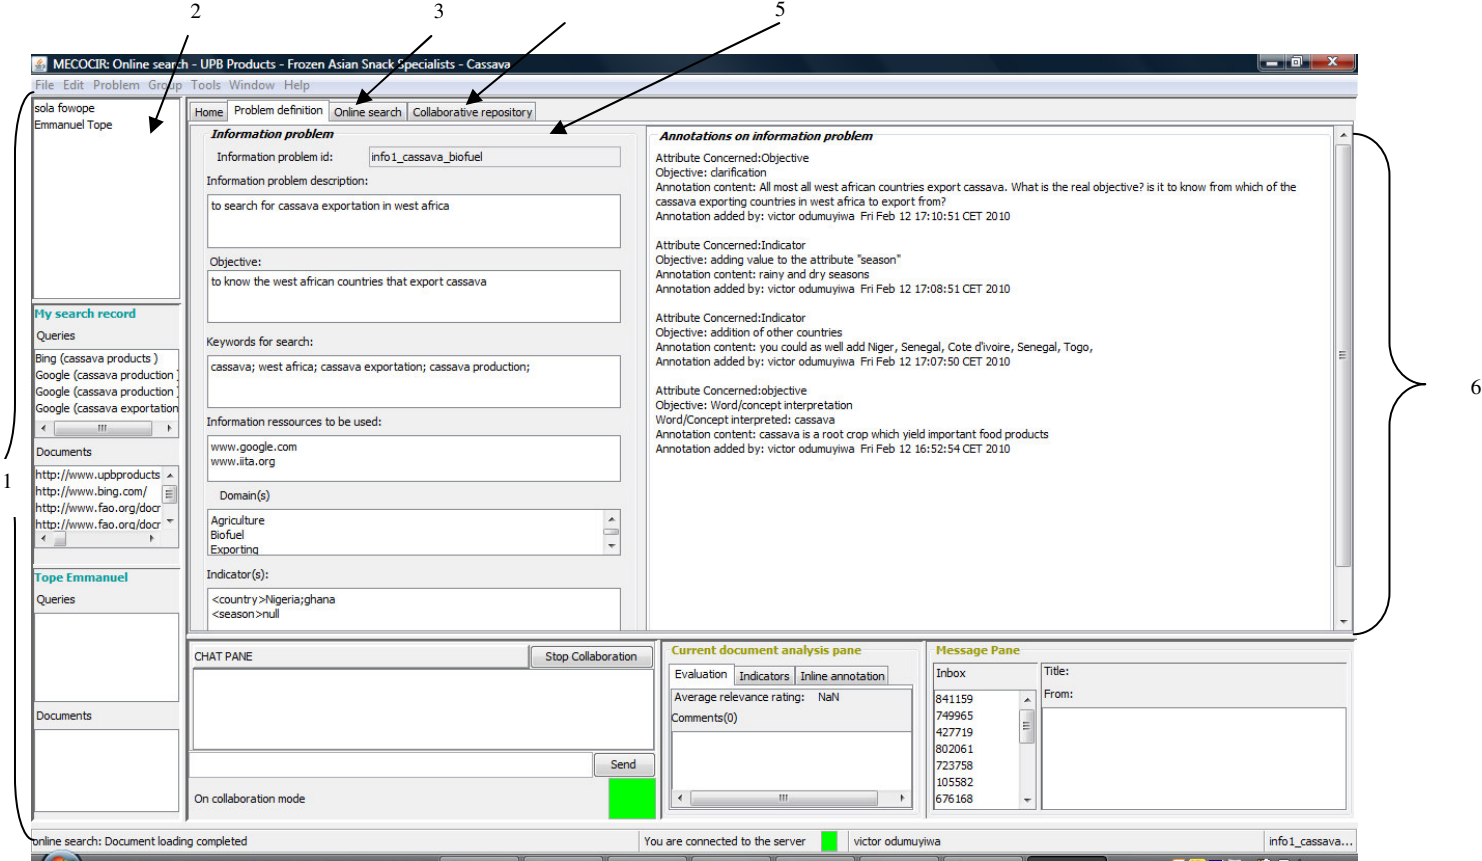 2
3
5
MECOCIR: Online search - UPB Products - Frozen Asian Snack Specialists - Cassava
File Edit Problem Group Tools Window Help
sola fowope
Emmanuel Tope
Home Problem definition Online search Collaborative repository
Information problem
Information problem id: info1_cassava_biofuel
Information problem description:
to search for cassava exportation in west africa
Objective:
to know the west african countries that export cassava
Keywords for search:
cassava; west africa; cassava exportation; cassava production;
Information ressources to be used:
www.google.com
www.iita.org
Domain(s)
Agriculture
Biofuel
Exporting
Indicator(s):
<country>Nigeria;ghana
<season>null
Annotations on information problem
Attribute Concerned:Objective
Objective: clarification
Annotation content: All most all west african countries export cassava. What is the real objective? is it to know from which of the
cassava exporting countries in west africa to export from?
Annotation added by: victor odumuyiwa Fri Feb 12 17:10:51 CET 2010
Attribute Concerned:Indicator
Objective: adding value to the attribute "season"
Annotation content: rainy and dry seasons
Annotation added by: victor odumuyiwa Fri Feb 12 17:08:51 CET 2010
Attribute Concerned:Indicator
Objective: addition of other countries
Annotation content: you could as well add Niger, Senegal, Cote d'ivoire, Senegal, Togo,
Annotation added by: victor odumuyiwa Fri Feb 12 17:07:50 CET 2010
Attribute Concerned:objective
Objective: Word/concept interpretation
Word/Concept interpreted: cassava
Annotation content: cassava is a root crop which yield important food products
Annotation added by: victor odumuyiwa Fri Feb 12 16:52:54 CET 2010
6
My search record
Queries
Bing (cassava products )
Google (cassava production )
Google (cassava production )
Google (cassava exportation
Documents
http://www.upbproducts
http://www.bing.com/
http://www.fao.org/docr
http://www.fao.org/docr
1
Tope Emmanuel
Queries
Documents
CHAT PANE
Stop Collaboration
Send
On collaboration mode
Current document analysis pane
Evaluation Indicators Inline annotation
Average relevance rating: NaN
Comments(0)
Message Pane
Inbox
841159
749965
427719
802061
723758
105582
676168
Title:
From:
online search: Document loading completed
You are connected to the server
victor odumuyiwa
info1_cassava...